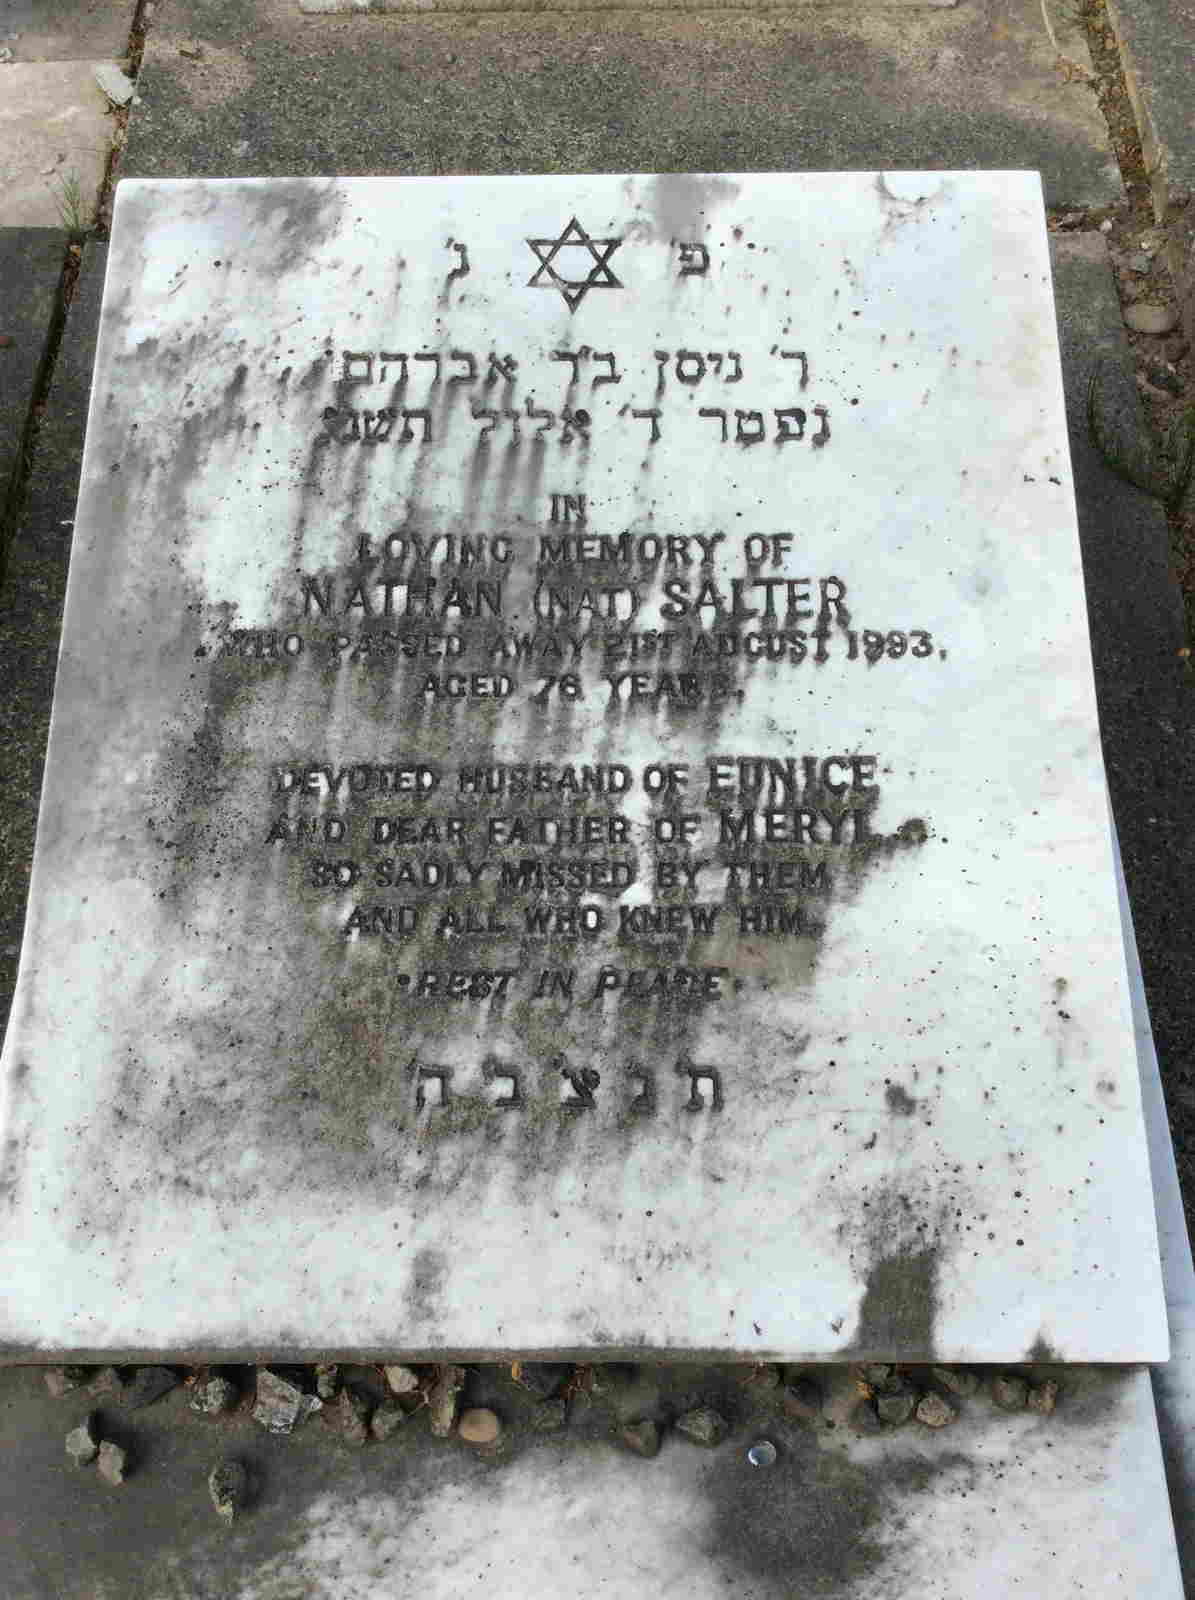 פ' נ'
ר' ניסן ב"ר אברהם
נפטר ד' אלול תשנג
IN
LOVING MEMORY OF
NATHAN (NAT) SALTER
WHO PASSED AWAY 21ST AUGUST 1993,
AGED 76 YEARS.
DEVOTED HUSBAND OF EUNICE
AND DEAR FATHER OF MERYL.
SO SADLY MISSED BY THEM
AND ALL WHO KNEW HIM.
REST IN PEACE
ת נ צ ב ה